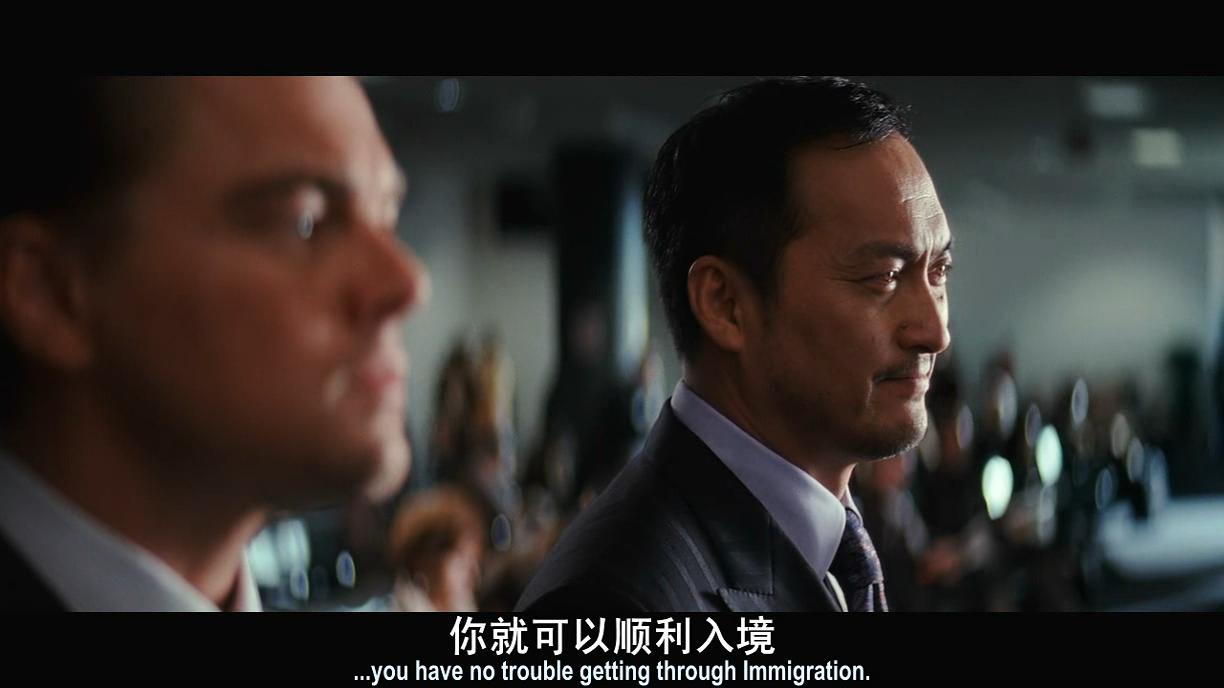 你就可以顺利入境
...you have no trouble getting through Immigration.